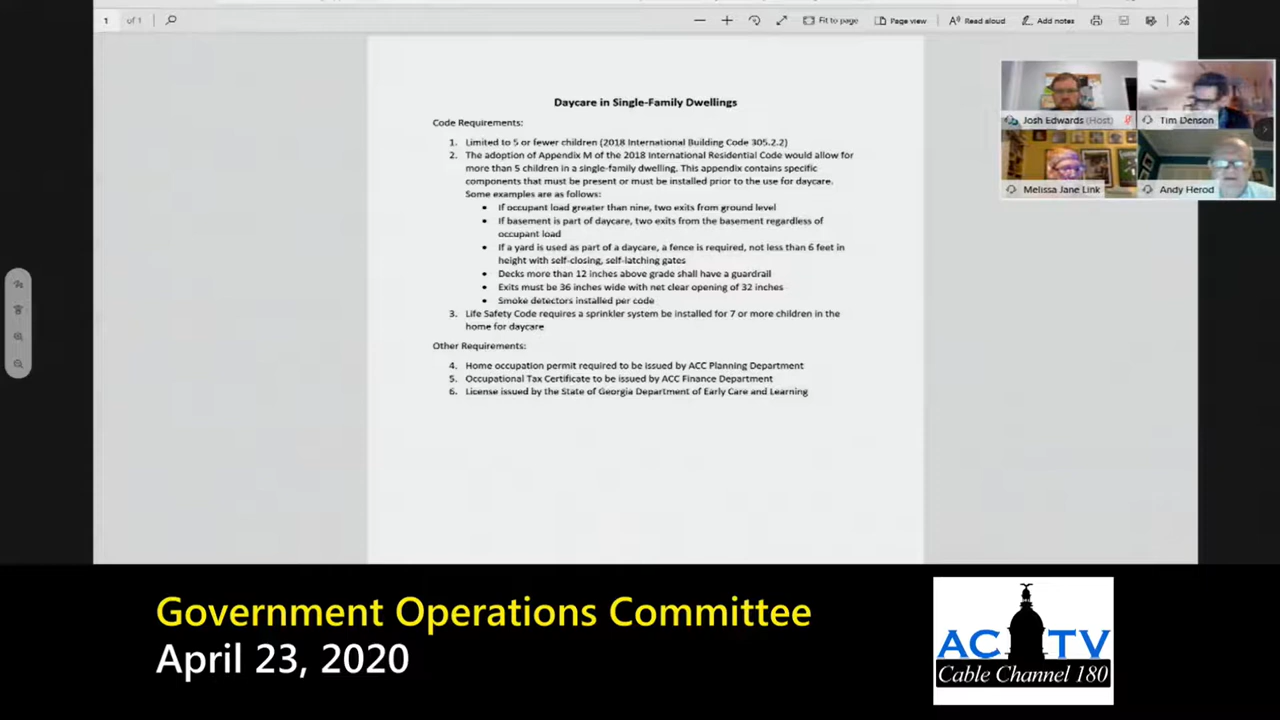 1 of 1
Fit to page
Page view
Read aloud
Add notes
Daycare in Single-Family Dwellings
Code Requirements:
1. Limited to 5 or fewer children (2018 International Building Code 305.2.2)
2. The adoption of Appendix M of the 2018 International Residential Code would allow for
more than 5 children in a single-family dwelling. This appendix contains specific
components that must be present or must be installed prior to the use for daycare.
Some examples are as follows:
• If occupant load greater than nine, two exits from ground level
• If basement is part of daycare, two exits from the basement regardless of
occupant load
• If a yard is used as part of a daycare, a fence is required, not less than 6 feet in
height with self-closing, self-latching gates
• Decks more than 12 inches above grade shall have a guardrail
• Exits must be 36 inches wide with net clear opening of 32 inches
• Smoke detectors installed per code
3. Life Safety Code requires a sprinkler system be installed for 7 or more children in the
home for daycare
Other Requirements:
4. Home occupation permit required to be issued by ACC Planning Department
5. Occupational Tax Certificate to be issued by ACC Finance Department
6. License issued by the State of Georgia Department of Early Care and Learning
Josh Edwards (Host)
Tim Denson
Melissa Jane Link
Andy Herod
Government Operations Committee
April 23, 2020
ACTV
Cable Channel 180